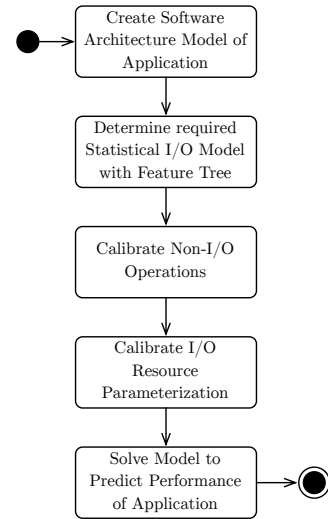 Create Software
Architecture Model of
Application
Determine required
Statistical I/O Model
with Feature Tree
Calibrate Non-I/O
Operations
Calibrate I/O
Resource
Parameterization
Solve Model to
Predict Performance
of Application